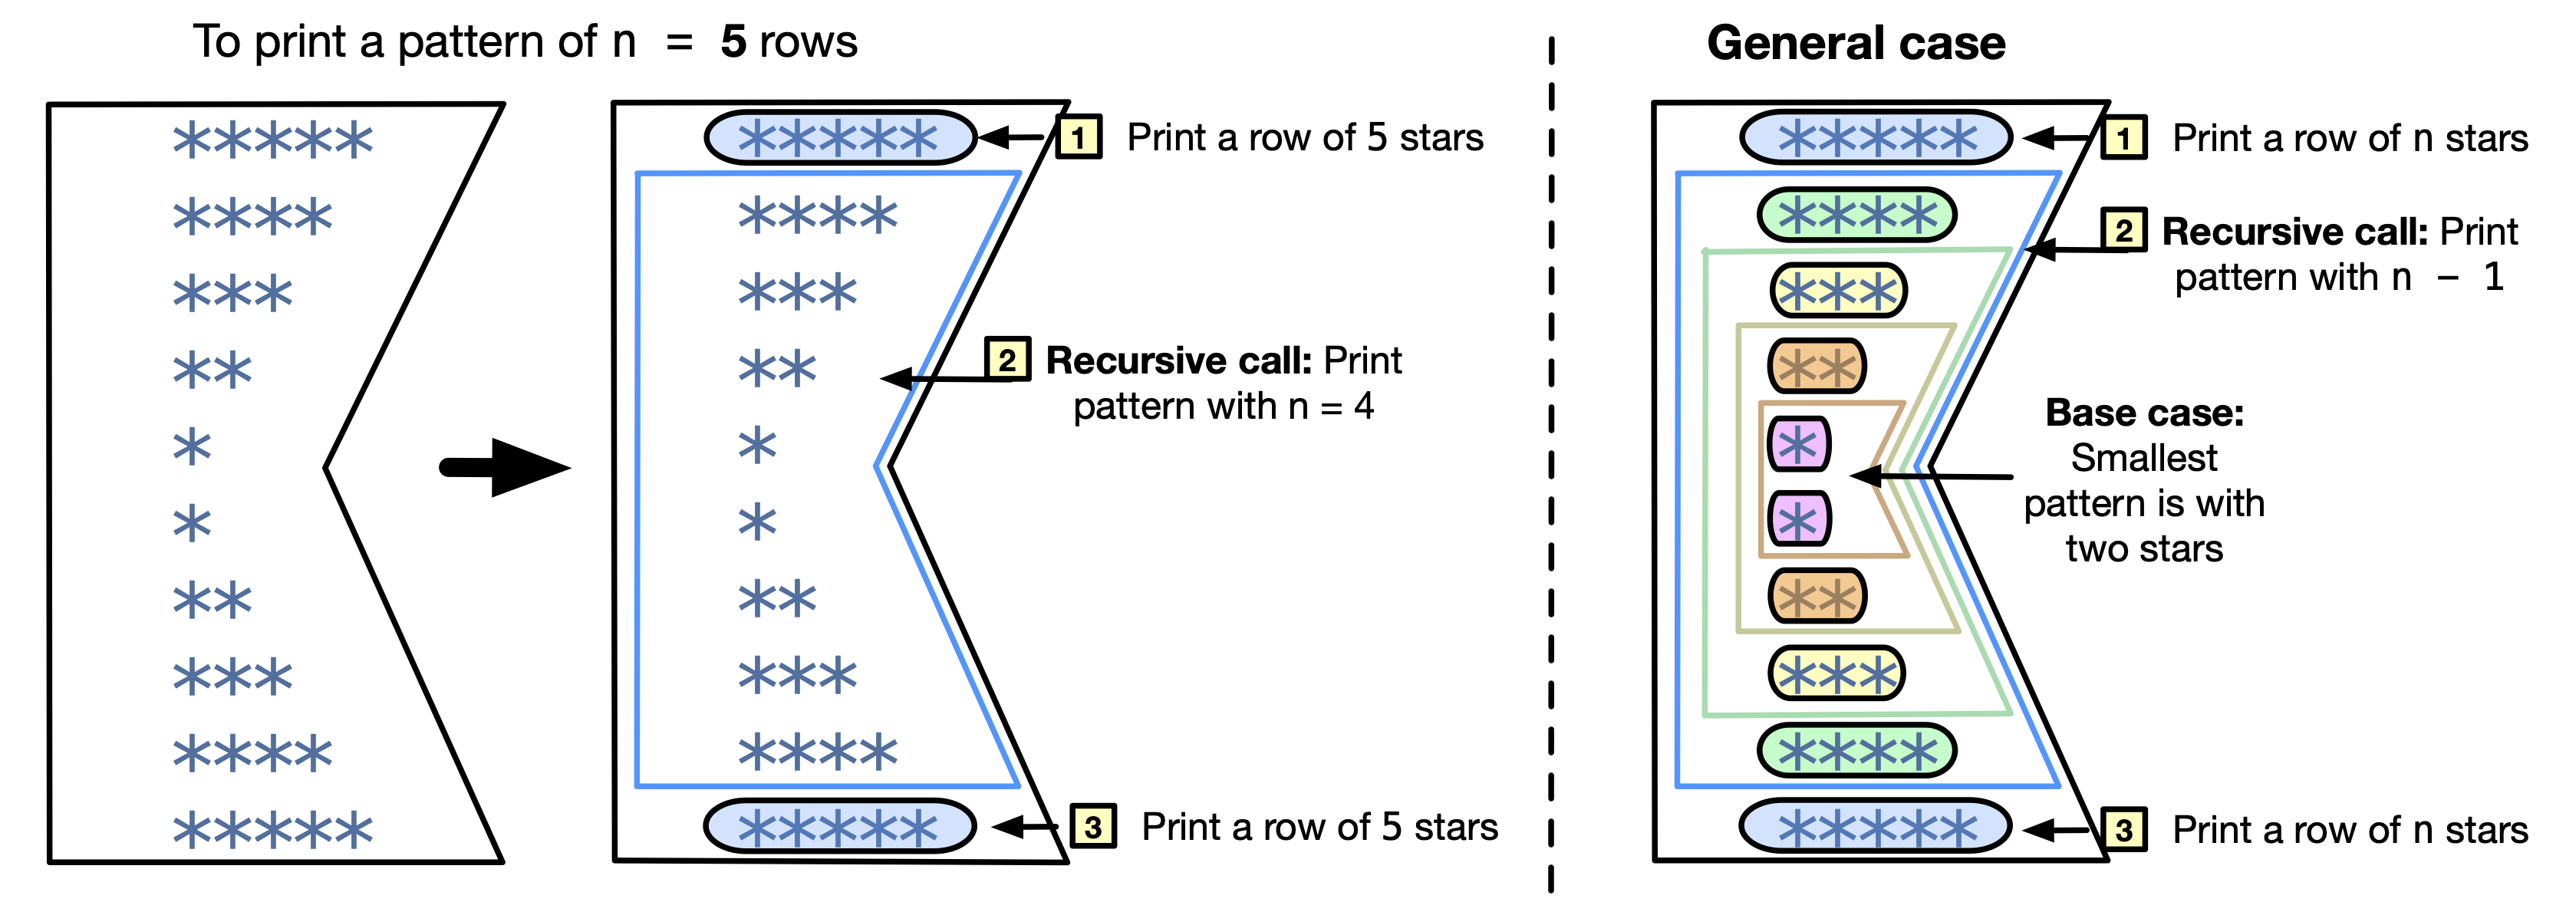 To print a pattern of n = 5 rows
*****
****
***
**
*
*
**
***
****
*****
*****
1 Print a row of 5 stars
****
***
**
2 Recursive call: Print
pattern with n = 4
*
*
**
***
****
*****
3 Print a row of 5 stars
General case
*****
1 Print a row of n stars
****
2 Recursive call: Print
pattern with n - 1
***
**
*
*
Base case:
Smallest
pattern is with
two stars
**
***
****
*****
3 Print a row of n stars